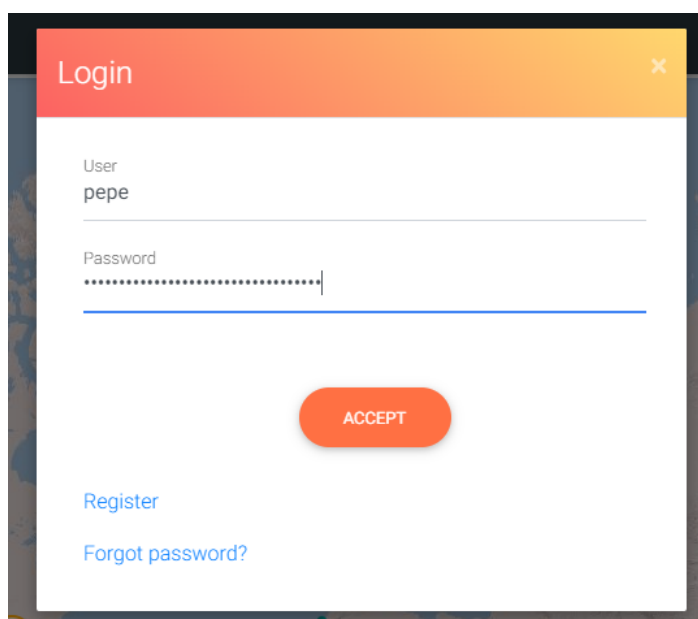 Login
×
User
pepe
Password
••••••••••••••••••••••••••••••••••
ACCEPT
Register
Forgot password?